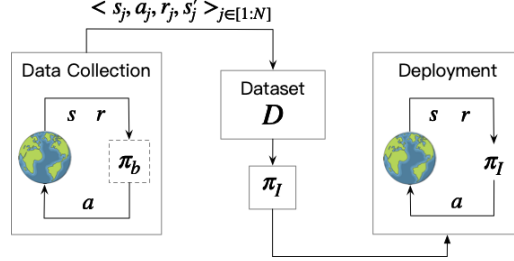 < s_j, a_j, r_j, s'_j >_{j∈[1:N]}
Data Collection
s r
π_b
a
Dataset
D
π_I
Deployment
s r
π_I
a